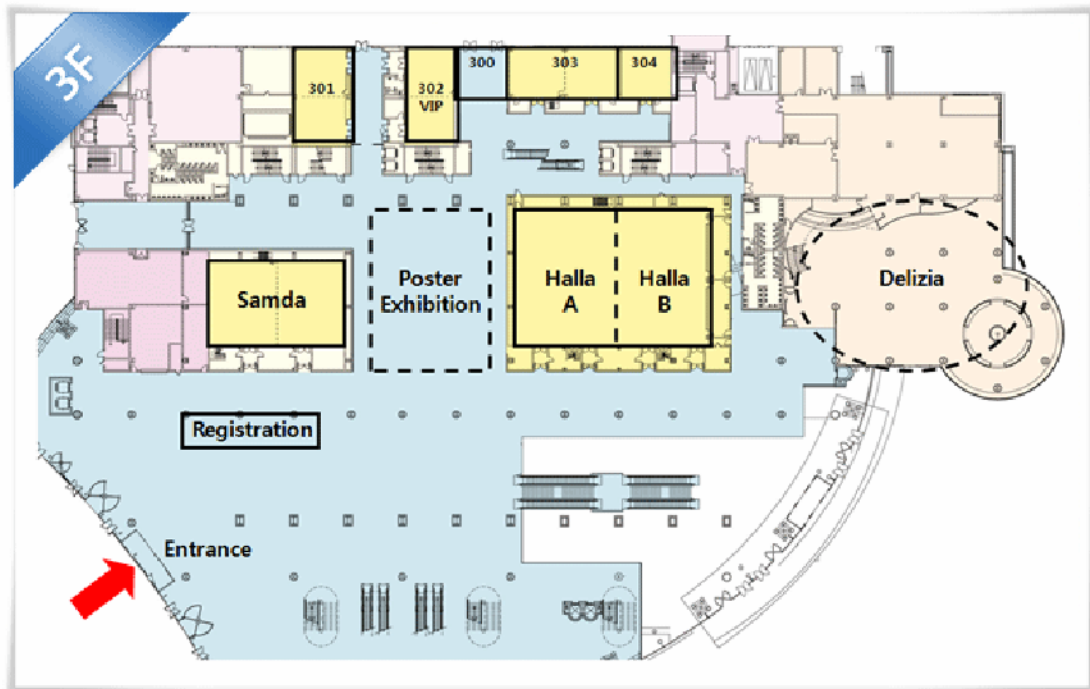 3F
301
302
VIP
300
303
304
Samda
Poster
Exhibition
Halla
A
Halla
B
Delizia
Registration
Entrance